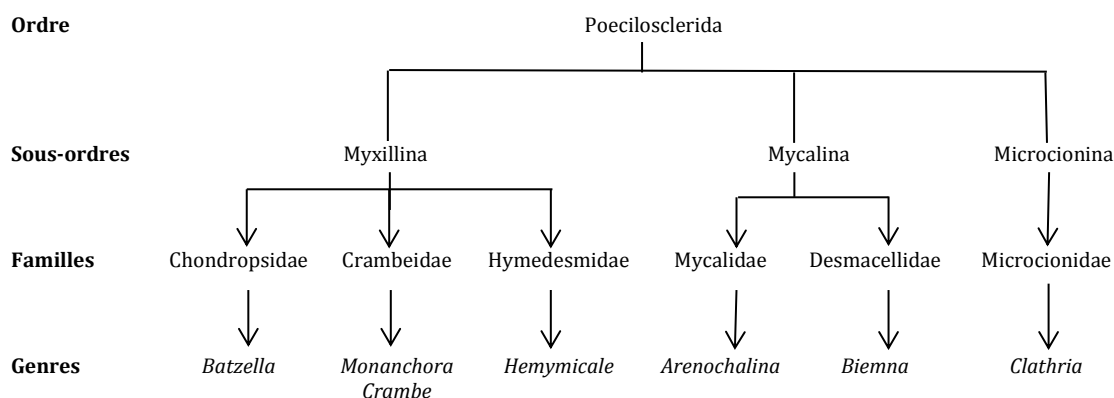 Ordre Poecilosclerida
Sous-ordres Myxillina Mycalina Microcionina
Familles Chondropsidae Crambeidae Hymedesmidae Mycalidae Desmacellidae Microcionidae
Genres Batzella Monanchora Hemymicale Arenochalina Biemna Clathria
Crambe